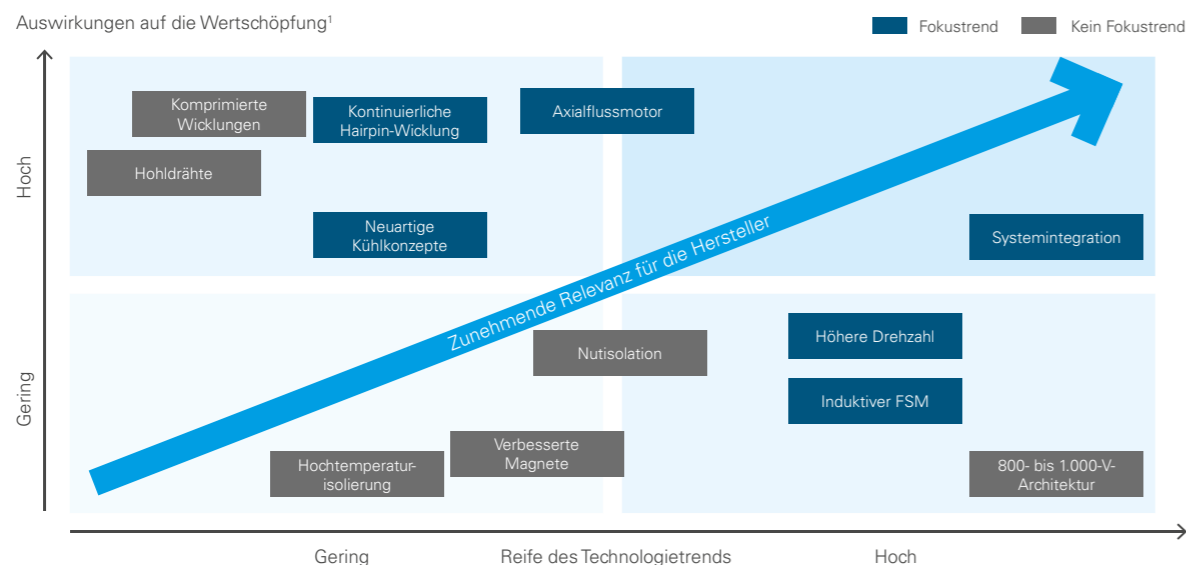 Auswirkungen auf die Wertschöpfung¹
Fokustrend
Kein Fokustrend
Hoch
Komprimierte
Wicklungen
Kontinuierliche
Hairpin-Wicklung
Axialflussmotor
Hohldrähte
Neuartige
Kühlkonzepte
Systemintegration
Zunehmende Relevanz für die Hersteller
Gering
Nutisolation
Höhere Drehzahl
Induktiver FSM
Hochtemperatur-
isolierung
Verbesserte
Magnete
800- bis 1.000-V-
Architektur
Gering
Reife des Technologietrends
Hoch